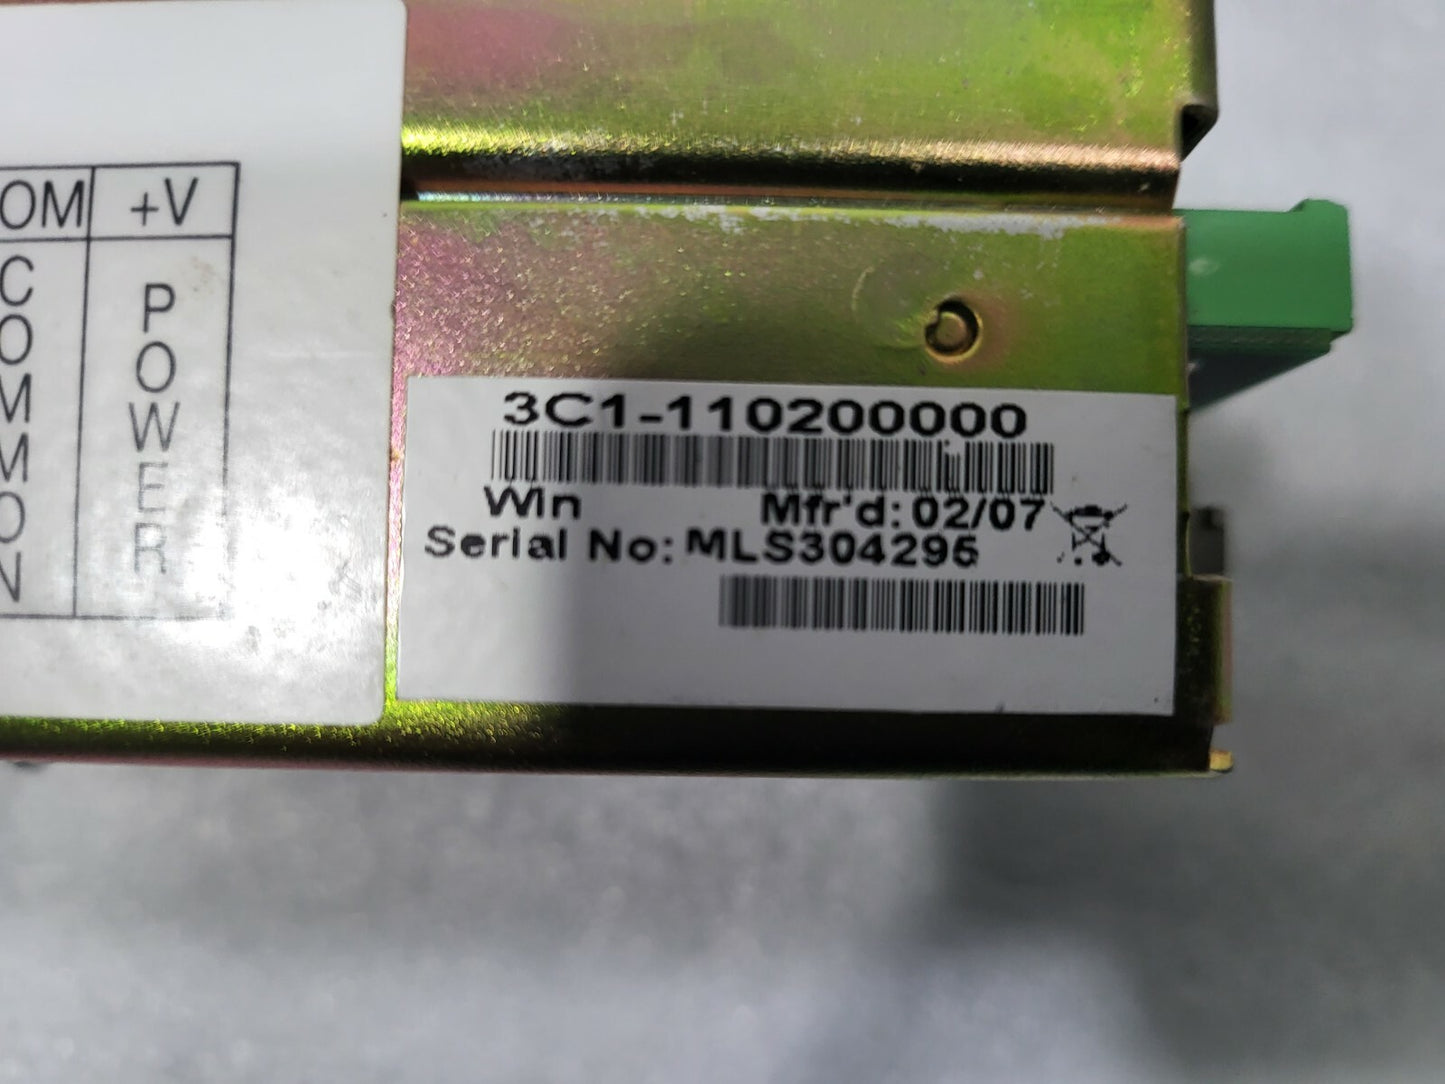 OM +V
COMMON
POWER
3C1-110200000
Win Mfr'd: 02/07
Serial No: MLS304295